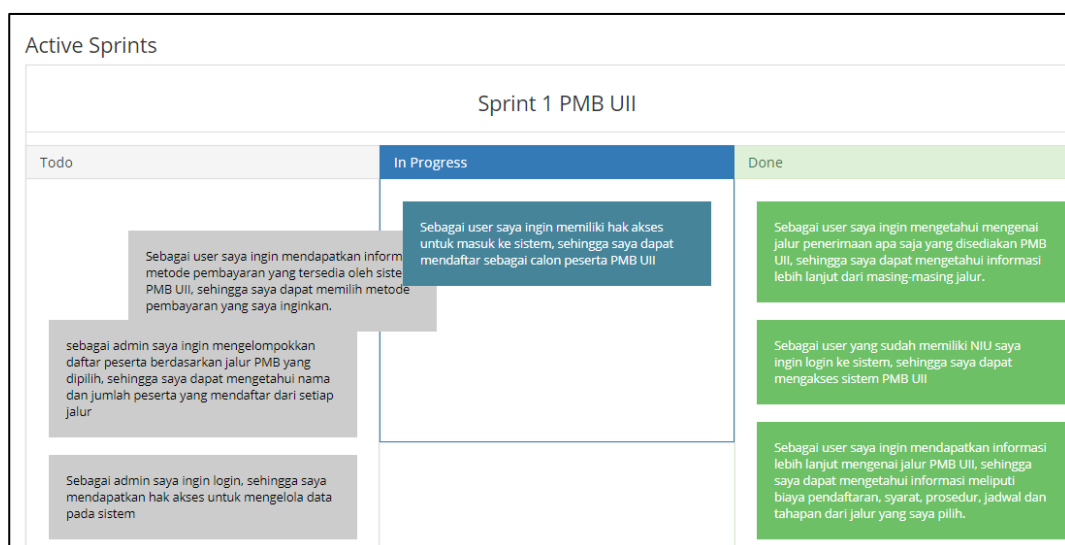 Active Sprints
Sprint 1 PMB UII
Todo
In Progress
Done
Sebagai user saya ingin mendapatkan inform
metode pembayaran yang tersedia oleh siste
PMB UII, sehingga saya dapat memilih metode
pembayaran yang saya inginkan.
sebagai admin saya ingin mengelompokkan
daftar peserta berdasarkan jalur PMB yang
dipilih, sehingga saya dapat mengetahui nama
dan jumlah peserta yang mendaftar dari setiap
jalur
Sebagai admin saya ingin login, sehingga saya
mendapatkan hak akses untuk mengelola data
pada sistem
Sebagai user saya ingin memiliki hak akses
untuk masuk ke sistem, sehingga saya dapat
mendaftar sebagai calon peserta PMB UII
Sebagai user saya ingin mengetahui mengenai
jalur penerimaan apa saja yang disediakan PMB
UII, sehingga saya dapat mengetahui informasi
lebih lanjut dari masing-masing jalur.
Sebagai user yang sudah memiliki NIU saya
ingin login ke sistem, sehingga saya dapat
mengakses sistem PMB UII
Sebagai user saya ingin mendapatkan informasi
lebih lanjut mengenai jalur PMB UII, sehingga
saya dapat mengetahui informasi meliputi
biaya pendaftaran, syarat, prosedur, jadwal dan
tahapan dari jalur yang saya pilih.